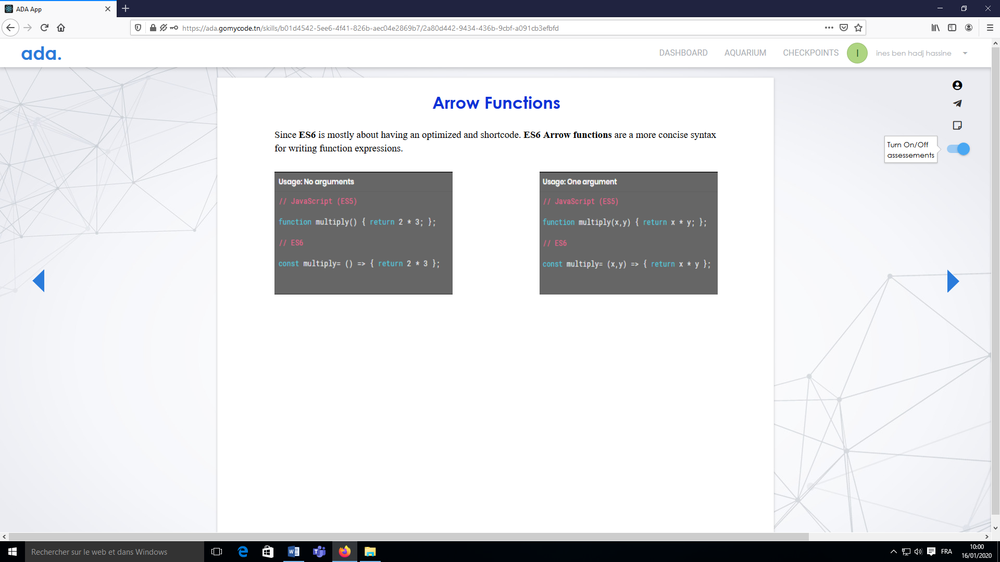 ADA App
https://ada.gomycode.tn/skills/b01d4542-5ee6-4f41-826b-aec04e2869b7/2a80d442-9434-436b-9cbf-a091cb3efbfd
ada.
DASHBOARD AQUARIUM CHECKPOINTS I ines ben hadj hassine
Arrow Functions
Since ES6 is mostly about having an optimized and shortcode. ES6 Arrow functions are a more concise syntax
for writing function expressions.
Turn On/Off
assessements
Usage: No arguments
// JavaScript (ES5)
function multiply() { return 2 * 3; };
// ES6
const multiply= () => { return 2 * 3 };
Usage: One argument
// JavaScript (ES5)
function multiply(x,y) { return x * y; };
// ES6
const multiply= (x,y) => { return x * y };
Rechercher sur le web et dans Windows
FRA
10:00
16/01/2020